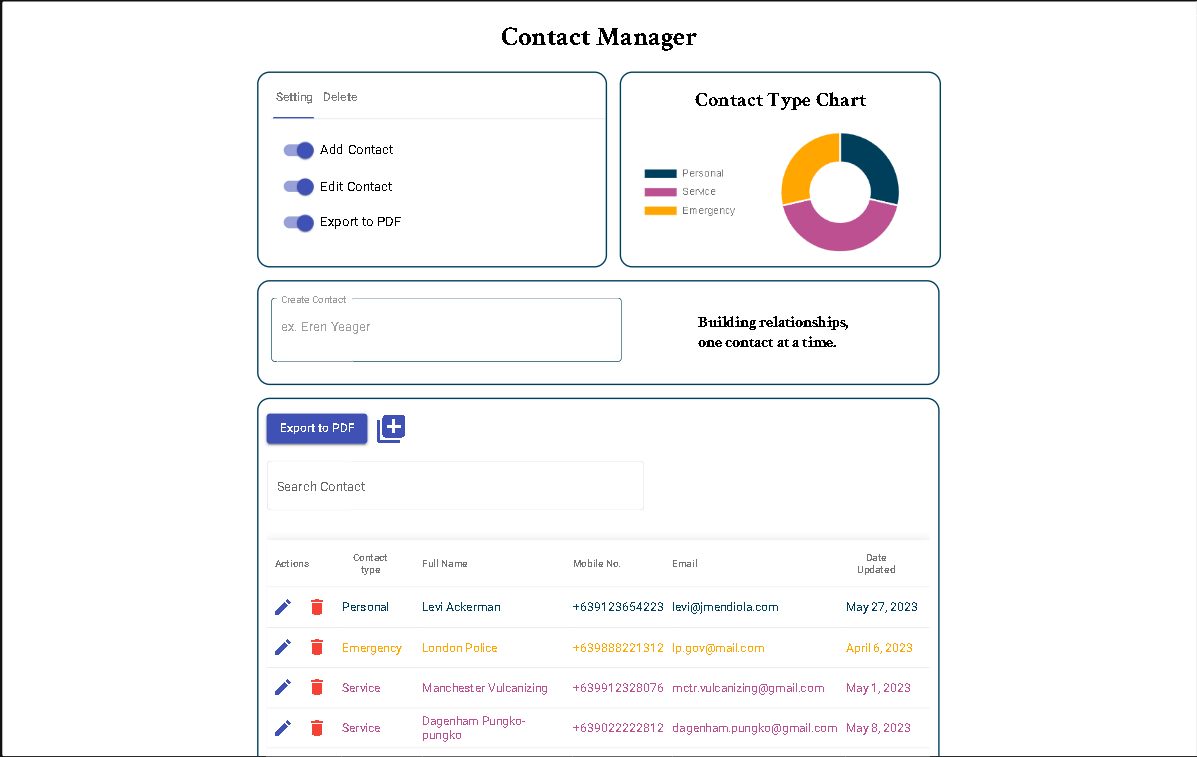 Contact Manager
Setting Delete
Add Contact
Edit Contact
Export to PDF
Contact Type Chart
Personal
Service
Emergency
Create Contact
ex. Eren Yeager
Building relationships,
one contact at a time.
Export to PDF
Search Contact
Actions Contact type Full Name Mobile No. Email Date Updated
Personal Levi Ackerman +639123654223 levi@jmendiola.com May 27, 2023
Emergency London Police +639888221312 lp.gov@mail.com April 6, 2023
Service Manchester Vulcanizing +639912328076 mctr.vulcanizing@gmail.com May 1, 2023
Service Dagenham Pungko-pungko +639022222812 dagenham.pungko@gmail.com May 8, 2023